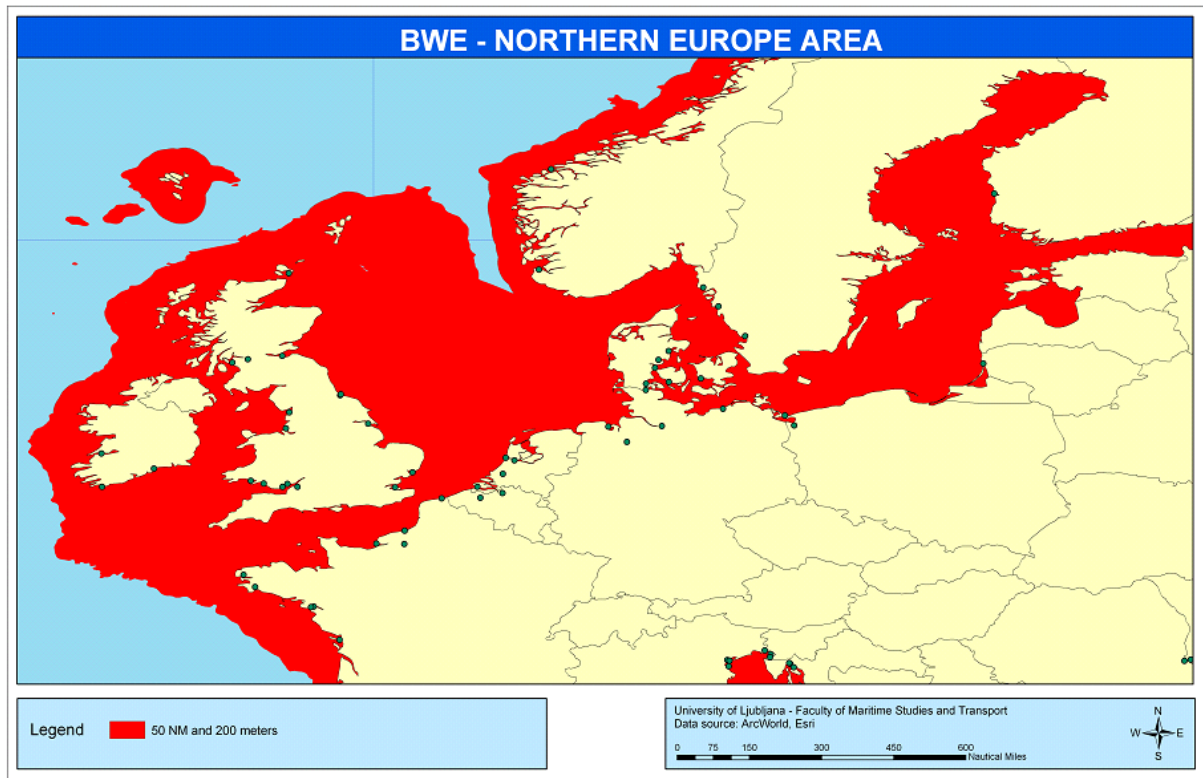 BWE - NORTHERN EUROPE AREA
Legend
50 NM and 200 meters
University of Ljubljana - Faculty of Maritime Studies and Transport
Data source: ArcWorld, Esri
0 75 150 300 450 600
Nautical Miles
N
W E
S